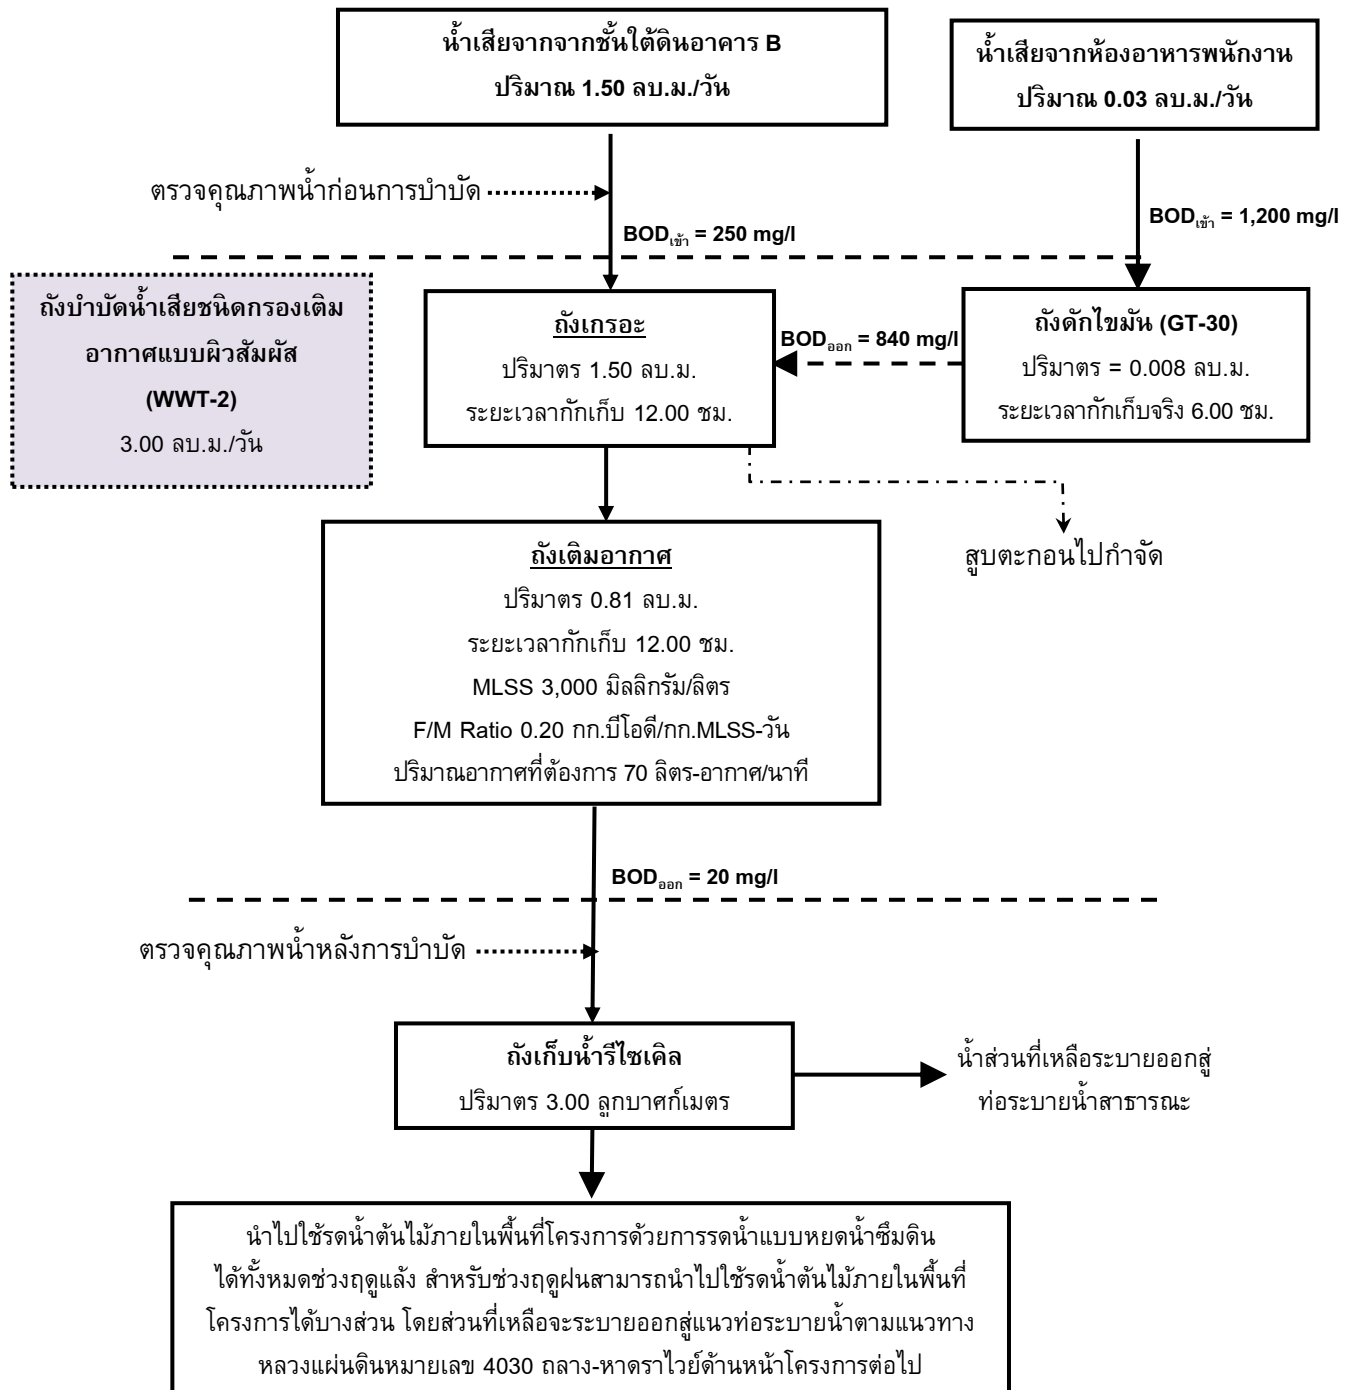 น้ำเสียจากจากชั้นใต้ดินอาคาร B
ปริมาณ 1.50 ลบ.ม./วัน
น้ำเสียจากห้องอาหารพนักงาน
ปริมาณ 0.03 ลบ.ม./วัน
ตรวจคุณภาพน้ำก่อนการบำบัด
BODเข้า = 250 mg/l
BODเข้า = 1,200 mg/l
ถังบำบัดน้ำเสียชนิดกรองเติม
อากาศแบบผิวสัมผัส
(WWT-2)
3.00 ลบ.ม./วัน
ถังเกรอะ
ปริมาตร 1.50 ลบ.ม.
ระยะเวลากักเก็บ 12.00 ชม.
BODออก = 840 mg/l
ถังดักไขมัน (GT-30)
ปริมาตร = 0.008 ลบ.ม.
ระยะเวลากักเก็บจริง 6.00 ชม.
สูบตะกอนไปกำจัด
ถังเติมอากาศ
ปริมาตร 0.81 ลบ.ม.
ระยะเวลากักเก็บ 12.00 ชม.
MLSS 3,000 มิลลิกรัม/ลิตร
F/M Ratio 0.20 กก.บีโอดี/กก.MLSS-วัน
ปริมาณอากาศที่ต้องการ 70 ลิตร-อากาศ/นาที
BODออก = 20 mg/l
ตรวจคุณภาพน้ำหลังการบำบัด
ถังเก็บน้ำรีไซเคิล
ปริมาตร 3.00 ลูกบาศก์เมตร
น้ำส่วนที่เหลือระบายออกสู่
ท่อระบายน้ำสาธารณะ
นำไปใช้รดน้ำต้นไม้ภายในพื้นที่โครงการด้วยการรดน้ำแบบหยดน้ำซึมดิน
ได้ทั้งหมดช่วงฤดูแล้ง สำหรับช่วงฤดูฝนสามารถนำไปใช้รดน้ำต้นไม้ภายในพื้นที่
โครงการได้บางส่วน โดยส่วนที่เหลือจะระบายออกสู่แนวท่อระบายน้ำตามแนวทาง
หลวงแผ่นดินหมายเลข 4030 ถลาง-หาดราไวย์ด้านหน้าโครงการต่อไป